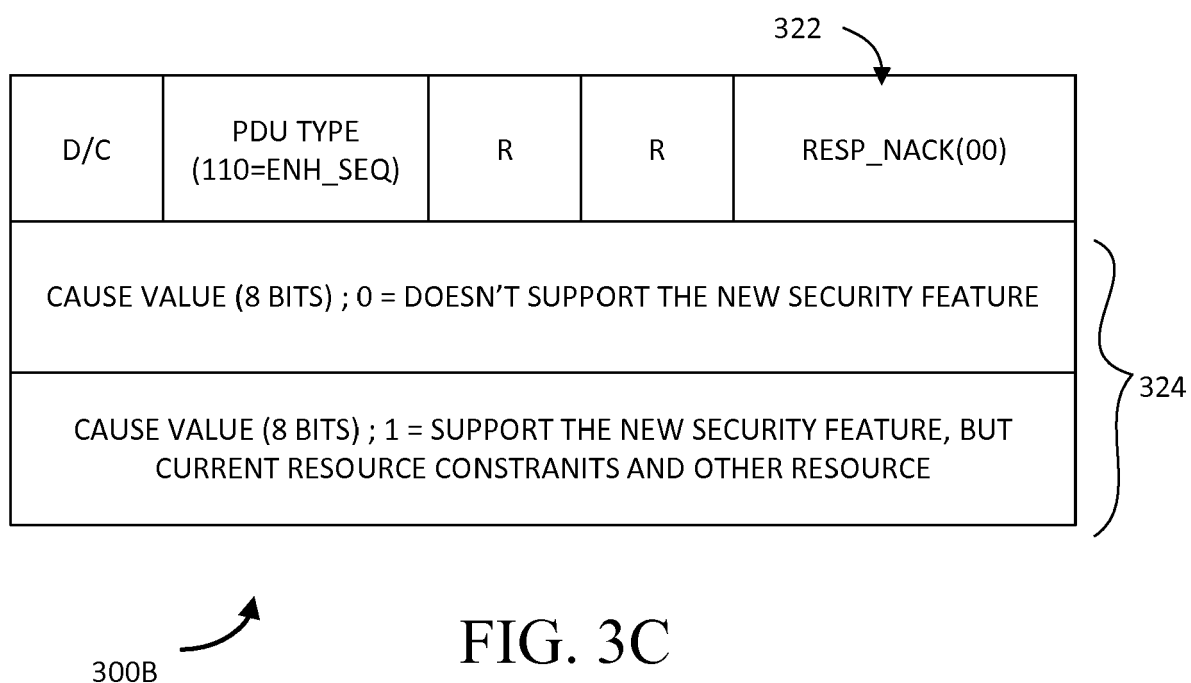 322
D/C
PDU TYPE
(110=ENH_SEQ)
R
R
RESP_NACK(00)
CAUSE VALUE (8 BITS) ; 0 = DOESN'T SUPPORT THE NEW SECURITY FEATURE
CAUSE VALUE (8 BITS) ; 1 = SUPPORT THE NEW SECURITY FEATURE, BUT
CURRENT RESOURCE CONSTRANITS AND OTHER RESOURCE
324
300B
FIG. 3C